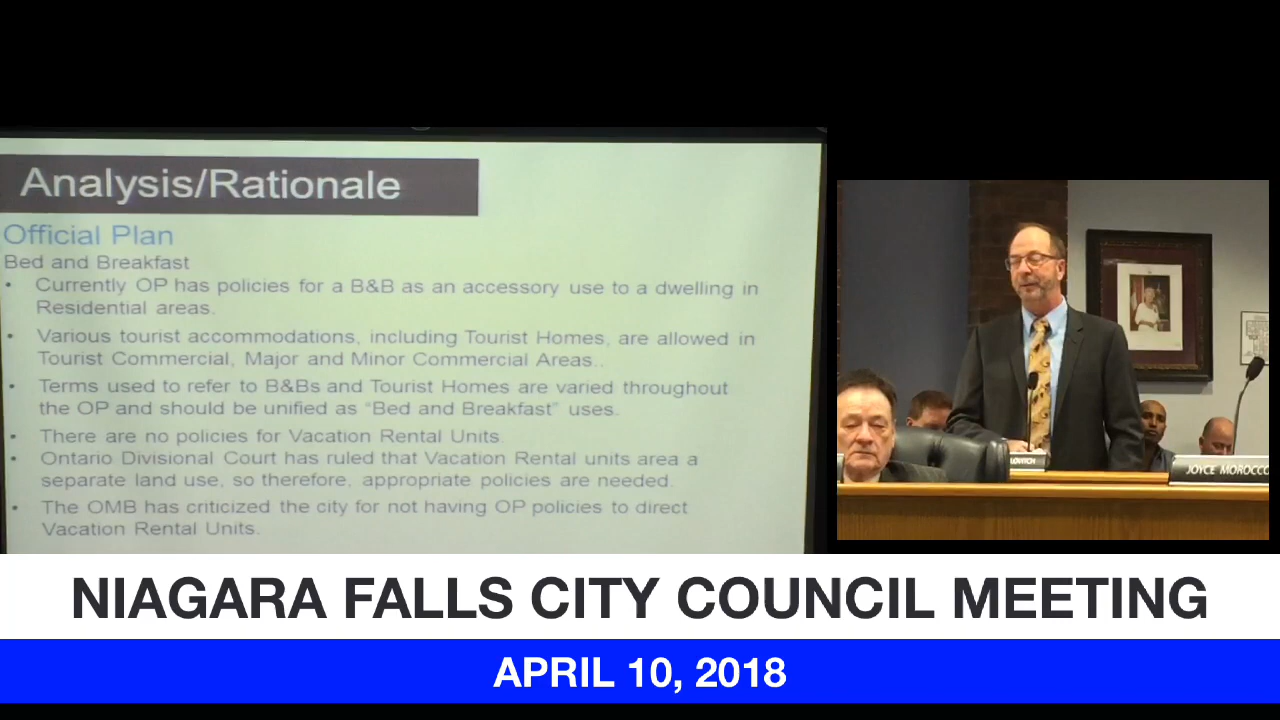 Analysis/Rationale
Official Plan
Bed and Breakfast
• Currently OP has policies for a B&B as an accessory use to a dwelling in
Residential areas.
• Various tourist accommodations, including Tourist Homes, are allowed in
Tourist Commercial, Major and Minor Commercial Areas..
• Terms used to refer to B&Bs and Tourist Homes are varied throughout
the OP and should be unified as “Bed and Breakfast” uses.
• There are no policies for Vacation Rental Units.
• Ontario Divisional Court has ruled that Vacation Rental units area a
separate land use, so therefore, appropriate policies are needed.
• The OMB has criticized the city for not having OP policies to direct
Vacation Rental Units.
JOYCE MOROCCO
NIAGARA FALLS CITY COUNCIL MEETING
APRIL 10, 2018